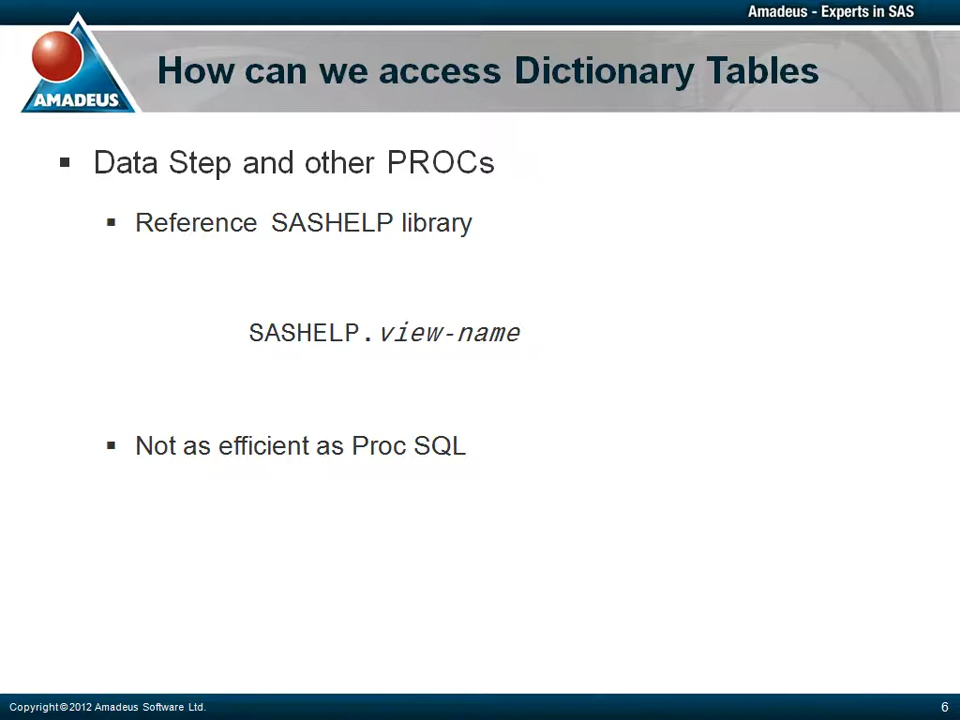 Amadeus - Experts in SAS
How can we access Dictionary Tables
AMADEUS
▪ Data Step and other PROCs
▪ Reference SASHELP library
SASHELP.view-name
▪ Not as efficient as Proc SQL
Copyright © 2012 Amadeus Software Ltd.
6